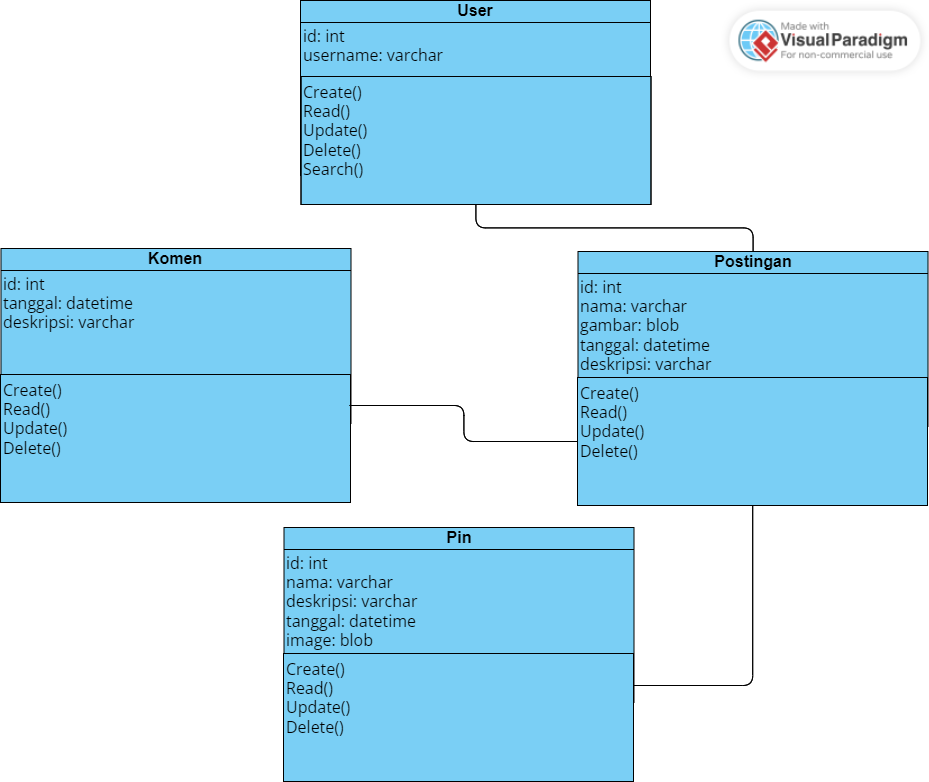 User
id: int
username: varchar
Create()
Read()
Update()
Delete()
Search()
Made with
Visual Paradigm
For non-commercial use
Komen
id: int
tanggal: datetime
deskripsi: varchar
Create()
Read()
Update()
Delete()
Postingan
id: int
nama: varchar
gambar: blob
tanggal: datetime
deskripsi: varchar
Create()
Read()
Update()
Delete()
Pin
id: int
nama: varchar
deskripsi: varchar
tanggal: datetime
image: blob
Create()
Read()
Update()
Delete()